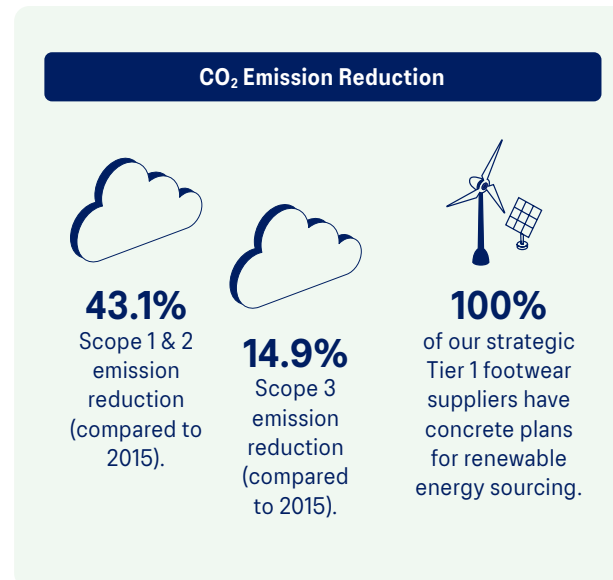 CO₂ Emission Reduction
43.1%
Scope 1 & 2
emission
reduction
(compared to
2015).
14.9%
Scope 3
emission
reduction
(compared
to 2015).
100%
of our strategic
Tier 1 footwear
suppliers have
concrete plans
for renewable
energy sourcing.